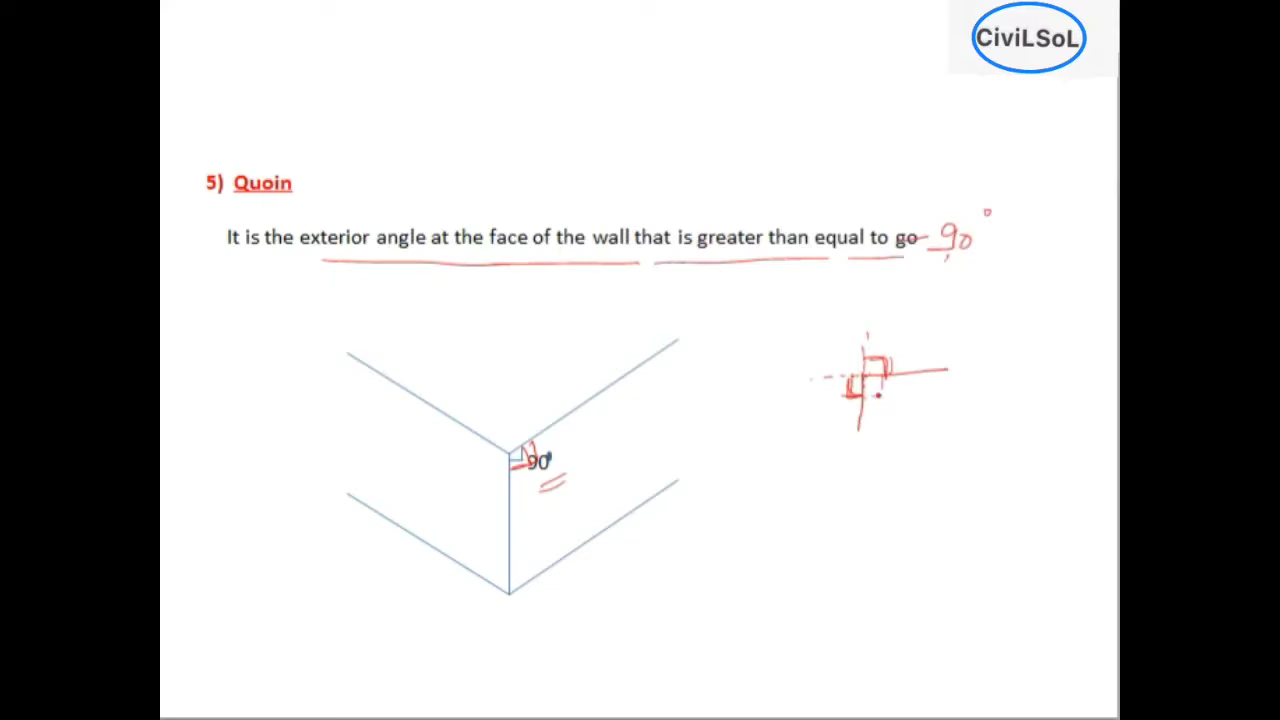 CiviLSoL
5) Quoin
It is the exterior angle at the face of the wall that is greater than equal to go 90°
90°